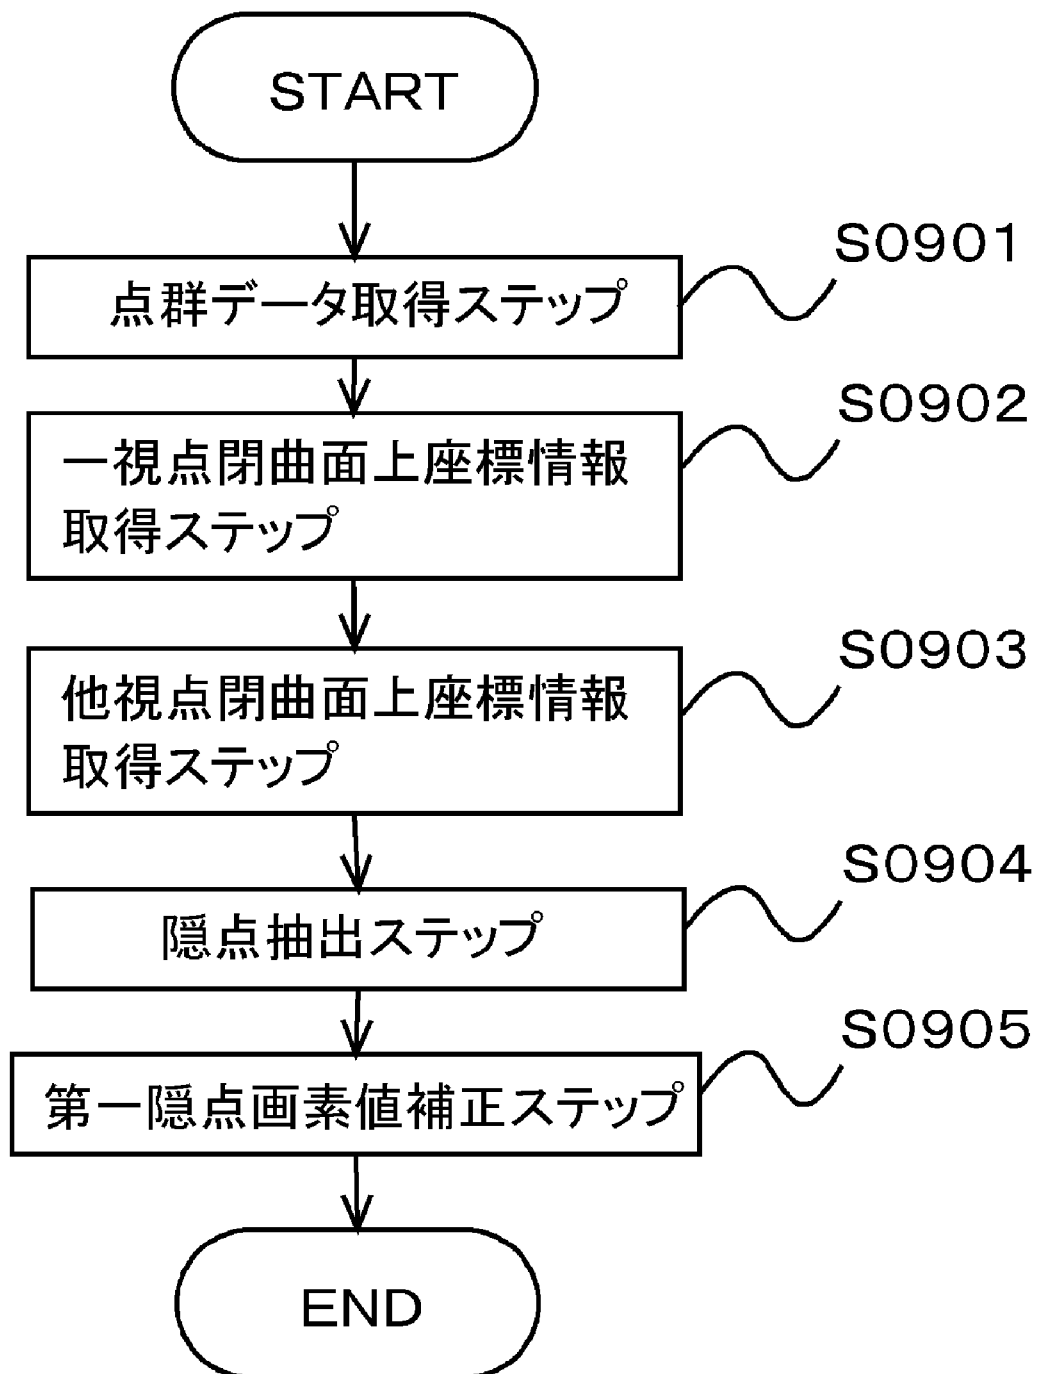 START
点群データ取得ステップ
S0901
一視点閉曲面上座標情報
取得ステップ
S0902
他視点閉曲面上座標情報
取得ステップ
S0903
隠点抽出ステップ
S0904
第一隠点画素値補正ステップ
S0905
END